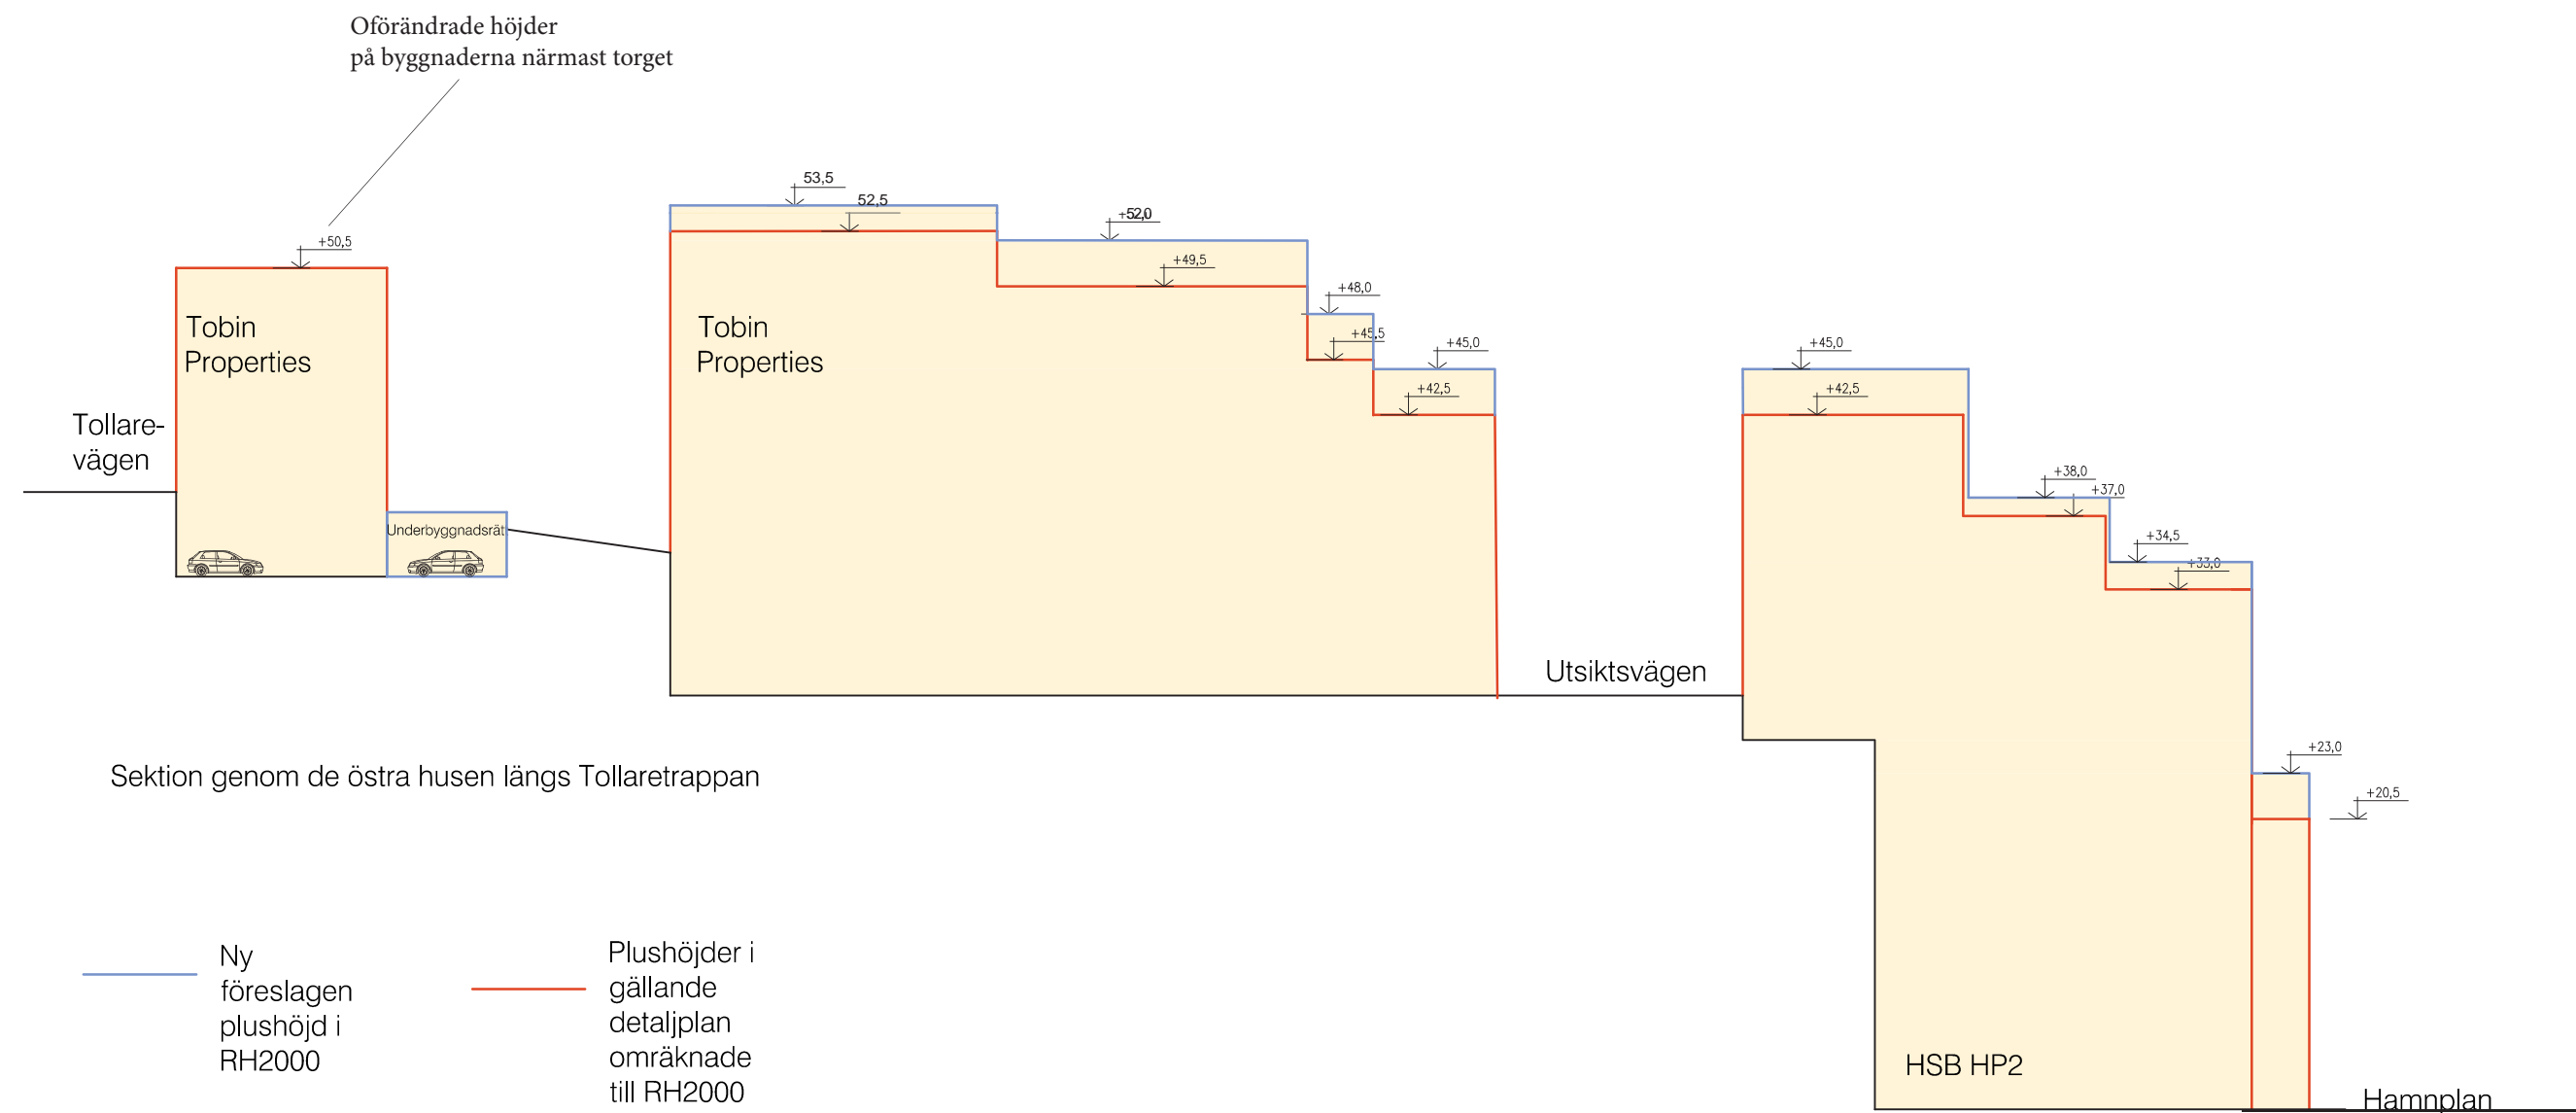 Oförändrade höjder
på byggnaderna närmast torget
53,5
52,5
+52,0
+50,5
+49,5
+48,0
+45,5
+45,0
+42,5
+45,0
+42,5
Tobin
Properties
Tobin
Properties
Tollare-
vägen
Underbyggnadsrät
+38,0
+37,0
+34,5
+33,0
Utsiktsvägen
+23,0
+20,5
Sektion genom de östra husen längs Tollaretrappan
Ny
föreslagen
plushöjd i
RH2000
Plushöjder i
gällande
detaljplan
omräknade
till RH2000
HSB HP2
Hamnplan